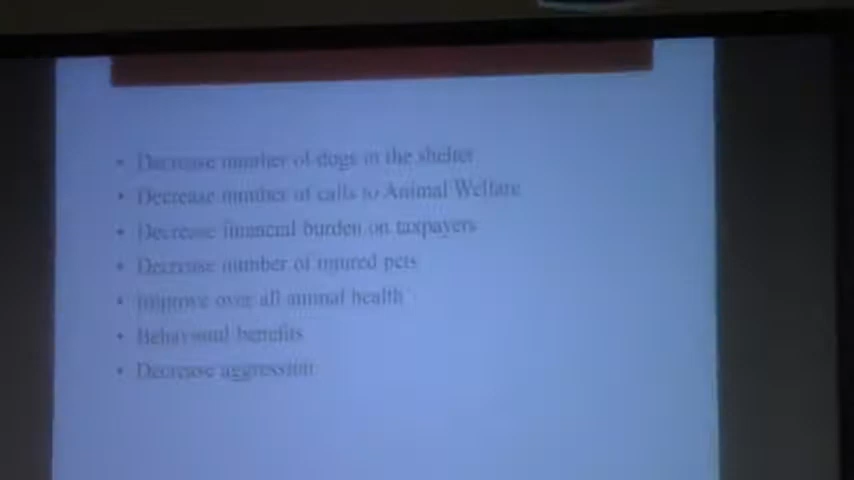 • Decrease number of dogs in the shelter
• Decrease number of calls to Animal Welfare
• Decrease financial burden on taxpayers
• Decrease number of injured pets
• Improve over all animal health
• Behavioral benefits
• Decrease aggression